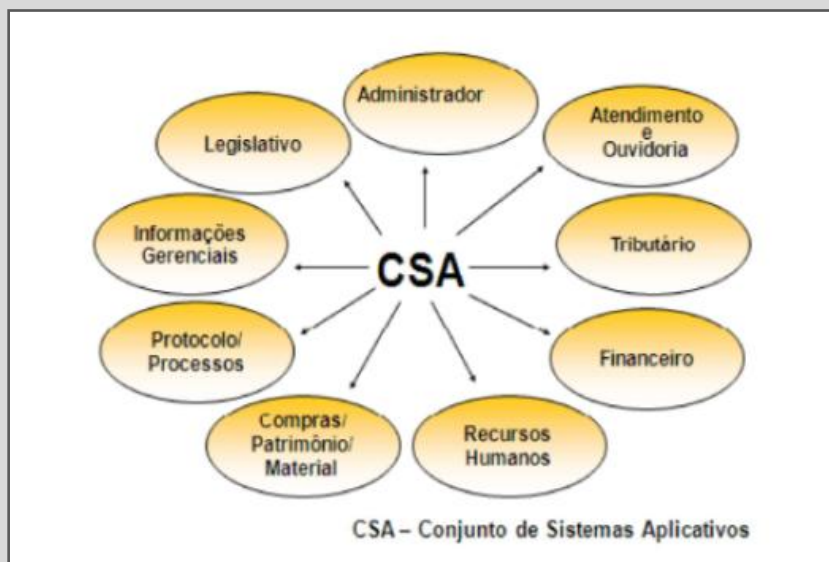 Administrador
Atendimento
e
Ouvidoria
Legislativo
Informações
Gerenciais
CSA
Tributário
Protocolo/
Processos
Financeiro
Compras/
Patrimônio/
Material
Recursos
Humanos
CSA – Conjunto de Sistemas Aplicativos